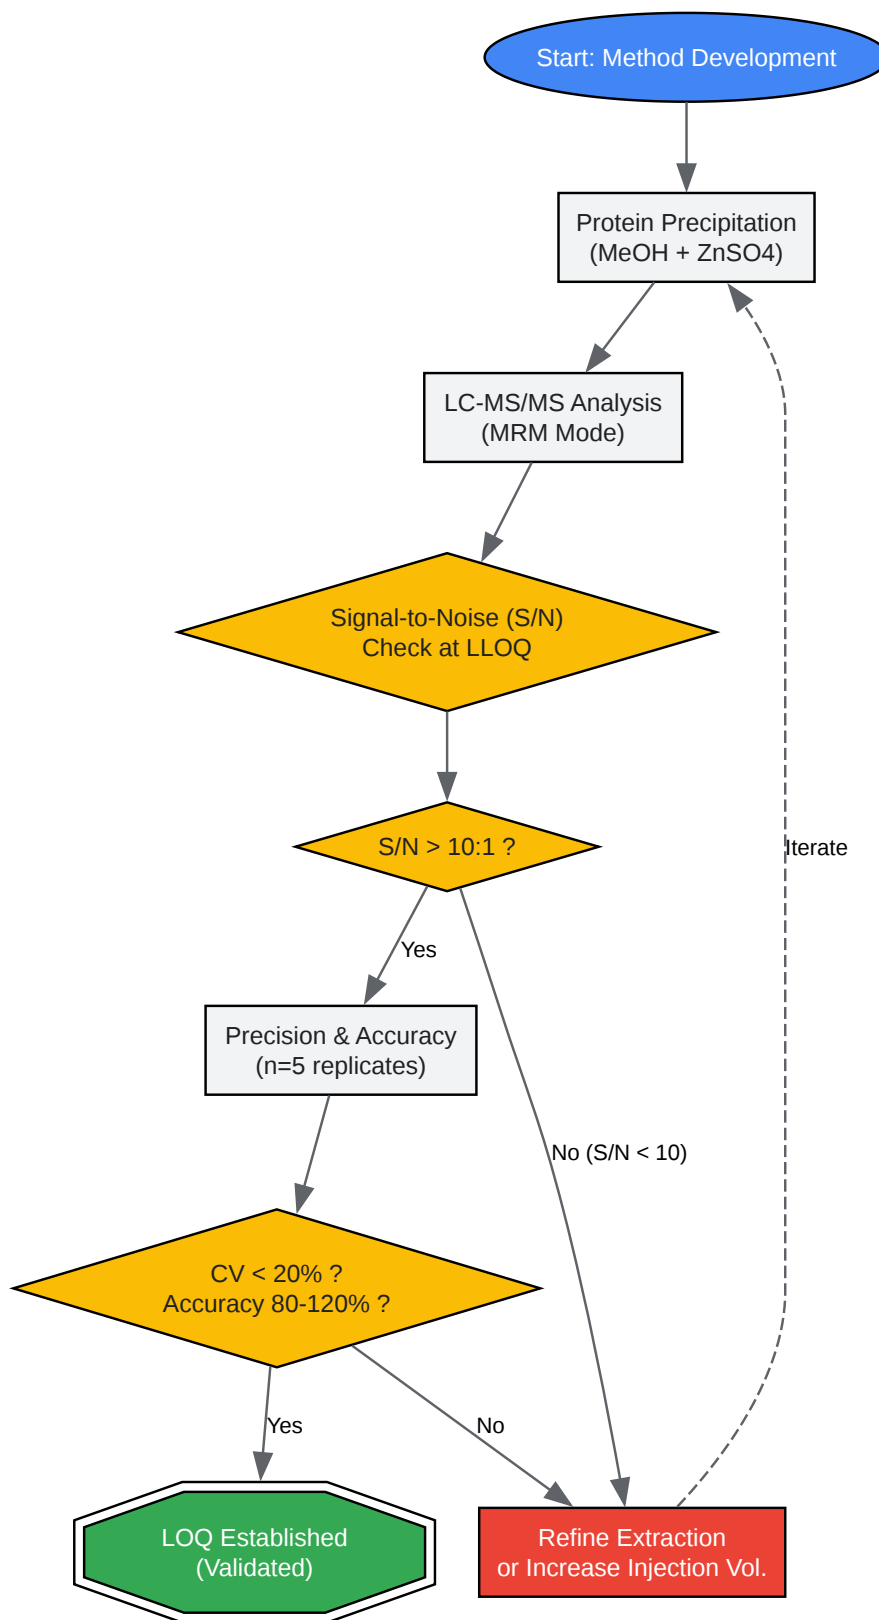 Start: Method Development
Protein Precipitation
(MeOH + ZnSO4)
LC-MS/MS Analysis
(MRM Mode)
Signal-to-Noise (S/N)
Check at LLOQ
S/N > 10:1 ?
Iterate
Yes
Precision & Accuracy
(n=5 replicates)
No (S/N < 10)
CV < 20% ?
Accuracy 80-120% ?
Yes
No
LOQ Established
(Validated)
Refine Extraction
or Increase Injection Vol.